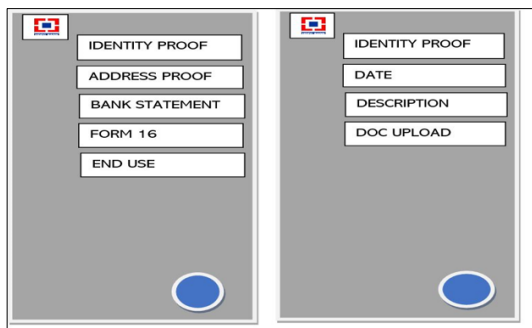 IDENTITY PROOF
ADDRESS PROOF
BANK STATEMENT
FORM 16
END USE
IDENTITY PROOF
DATE
DESCRIPTION
DOC UPLOAD